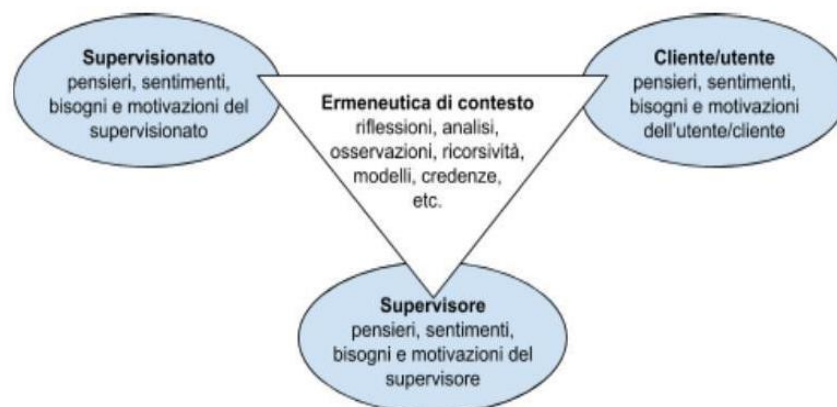 Supervisionato
pensieri, sentimenti,
bisogni e motivazioni del
supervisionato
Ermeneutica di contesto
riflessioni, analisi,
osservazioni, ricorsività,
modelli, credenze,
etc.
Cliente/utente
pensieri, sentimenti,
bisogni e motivazioni
dell'utente/cliente
Supervisore
pensieri, sentimenti,
bisogni e motivazioni del
supervisore